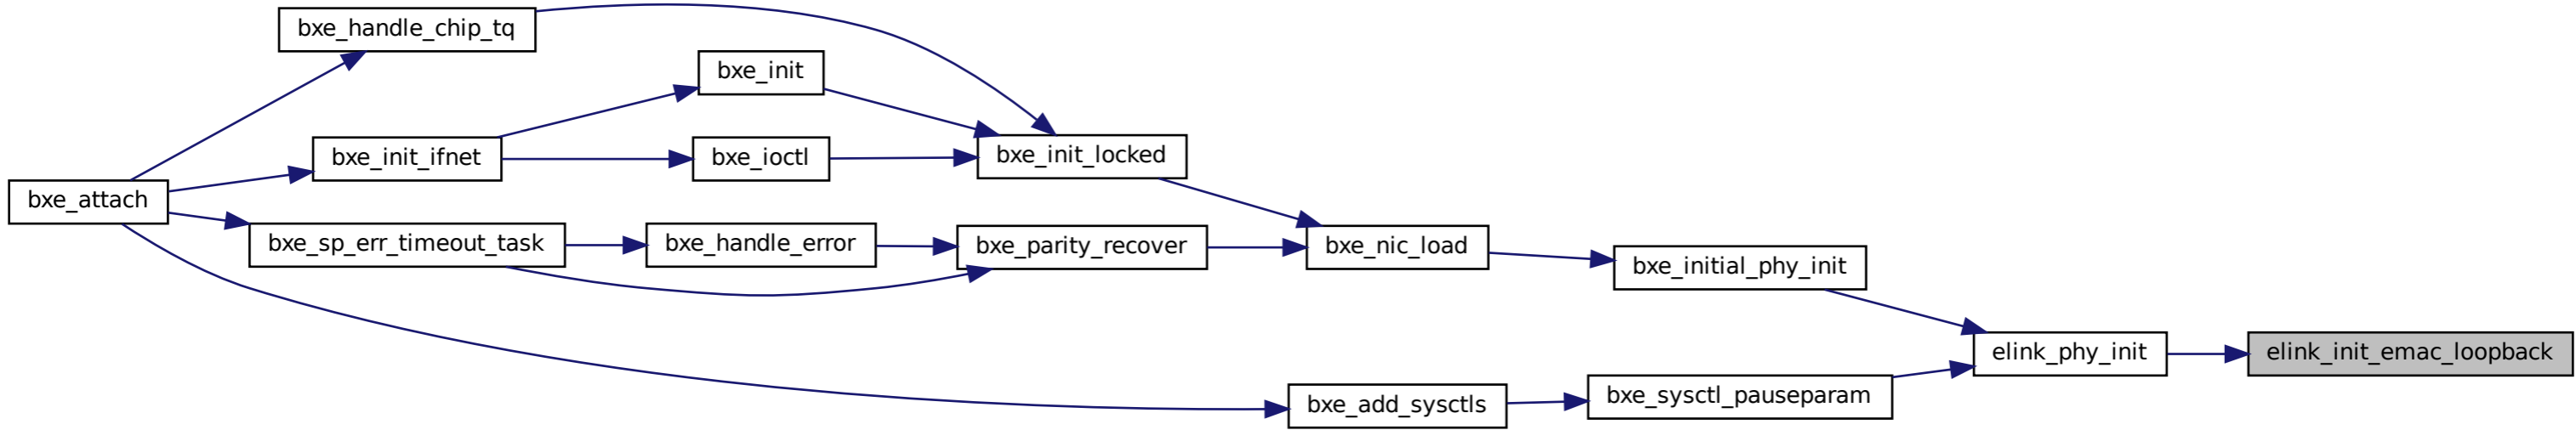 bxe_handle_chip_tq
bxe_init
bxe_init_ifnet
bxe_ioctl
bxe_init_locked
bxe_attach
bxe_sp_err_timeout_task
bxe_handle_error
bxe_parity_recover
bxe_nic_load
bxe_initial_phy_init
elink_phy_init
elink_init_emac_loopback
bxe_add_sysctls
bxe_sysctl_pauseparam